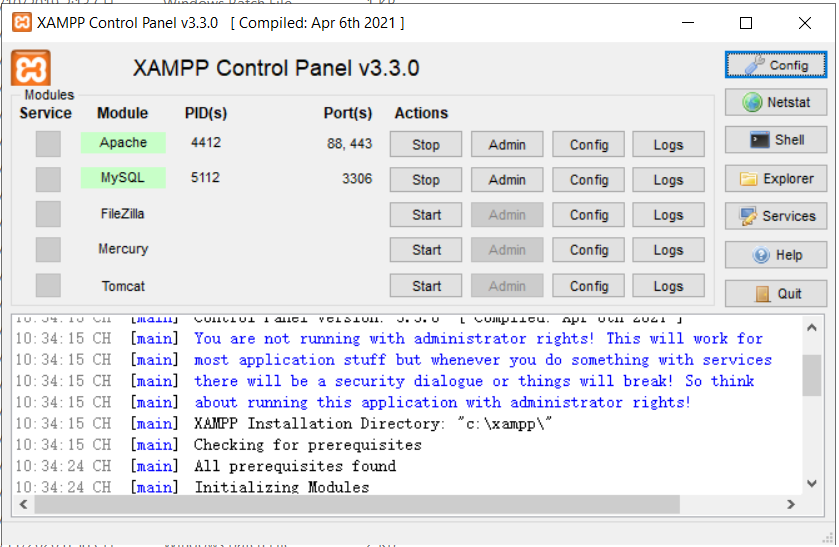 XAMPP Control Panel v3.3.0 [ Compiled: Apr 6th 2021 ]
XAMPP Control Panel v3.3.0
Config
Modules
Service Module PID(s) Port(s) Actions
Netstat
Apache 4412 88, 443 Stop Admin Config Logs
Shell
MySQL 5112 3306 Stop Admin Config Logs
Explorer
FileZilla Start Admin Config Logs
Services
Mercury Start Admin Config Logs
Help
Tomcat Start Admin Config Logs
Quit
[main] Control Panel Version: 3.3.0 [ Compiled: Apr 6th 2021 ]
10:34:15 CH [main] You are not running with administrator rights! This will work for
10:34:15 CH [main] most application stuff but whenever you do something with services
10:34:15 CH [main] there will be a security dialogue or things will break! So think
10:34:15 CH [main] about running this application with administrator rights!
10:34:15 CH [main] XAMPP Installation Directory: "c:\xampp\"
10:34:15 CH [main] Checking for prerequisites
10:34:24 CH [main] All prerequisites found
10:34:24 CH [main] Initializing Modules